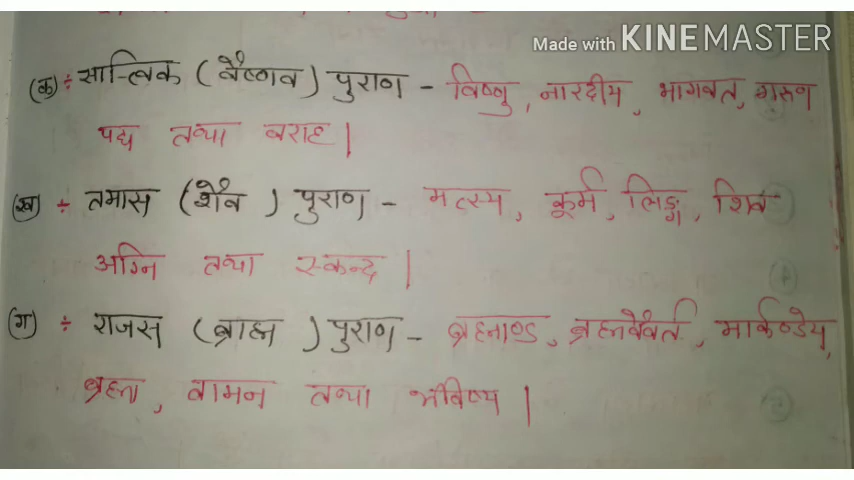 Made with KINEMASTER
(क) ÷ सात्विक (वैष्णव) पुराण - विष्णु, नारदीय, भागवत, गरुण
पद्म तथा वराह |
(ख) ÷ तमास (शैव) पुराण - मत्स्य, कूर्म, लिङ्ग, शिव
अग्नि तथा स्कन्द |
(ग) ÷ राजस (ब्राह्म) पुराण - ब्रह्माण्ड, ब्रह्मवैवर्त, मार्कण्डेय,
ब्रह्म, वामन तथा भविष्य |